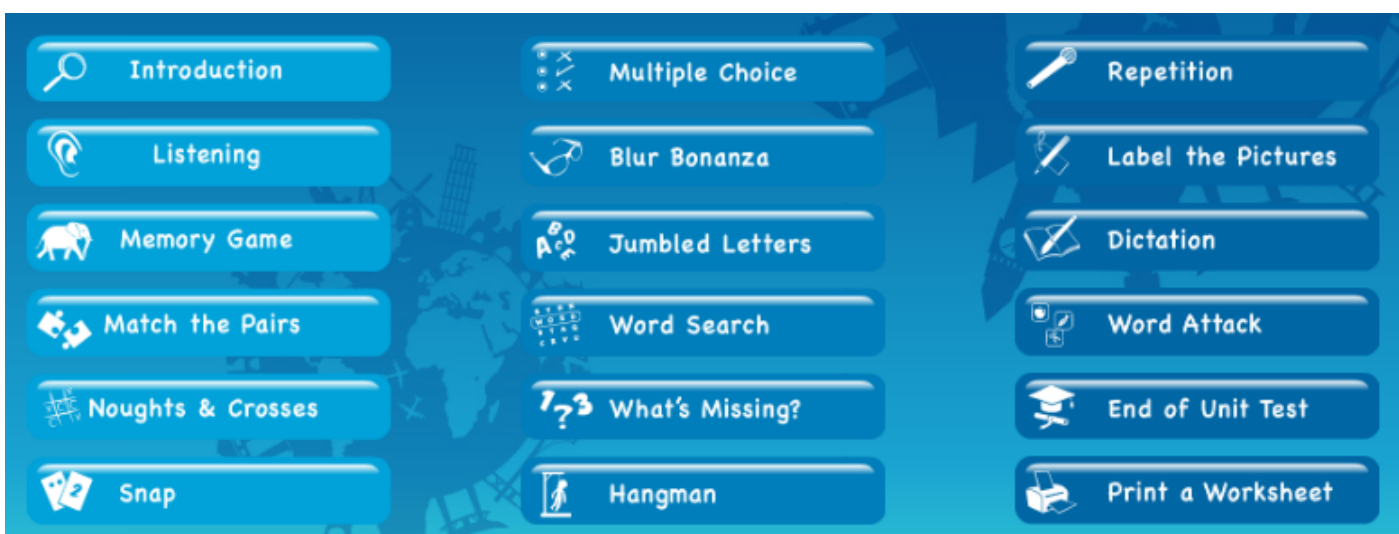 Introduction
Listening
Memory Game
Match the Pairs
Noughts & Crosses
Snap
Multiple Choice
Blur Bonanza
Jumbled Letters
Word Search
What's Missing?
Hangman
Repetition
Label the Pictures
Dictation
Word Attack
End of Unit Test
Print a Worksheet